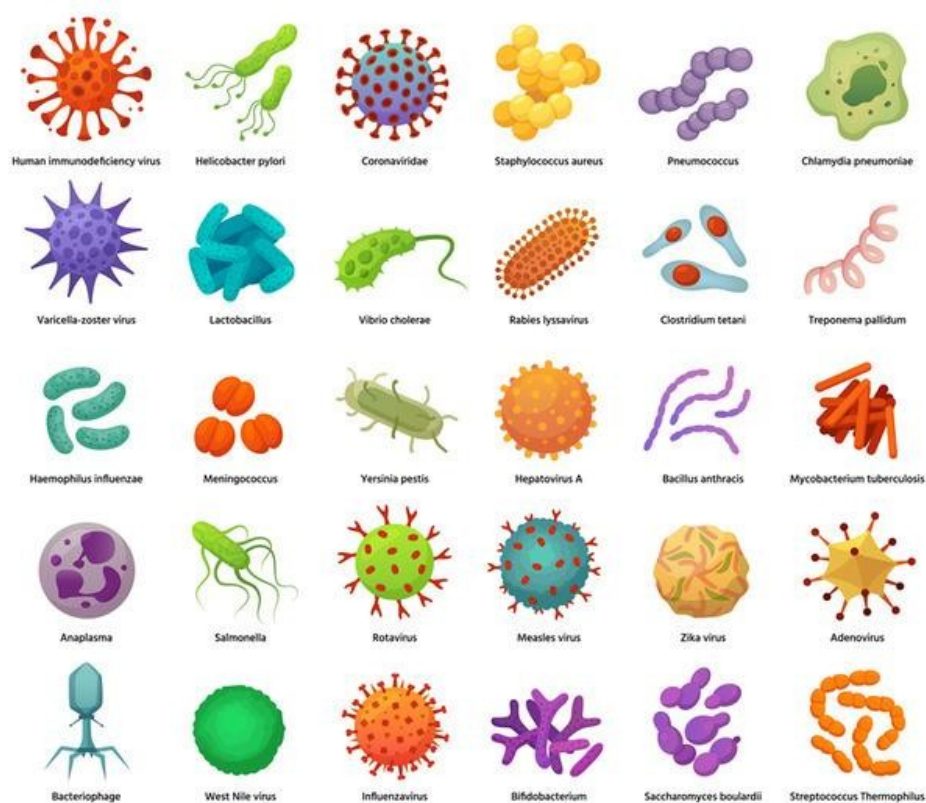 Human immunodeficiency virus
Helicobacter pylori
Coronaviridae
Staphylococcus aureus
Pneumococcus
Chlamydia pneumoniae
Varicella-zoster virus
Lactobacillus
Vibrio cholerae
Rabies lyssavirus
Clostridium tetani
Treponema pallidum
Haemophilus influenzae
Meningococcus
Yersinia pestis
Hepatovirus A
Bacillus anthracis
Mycobacterium tuberculosis
Anaplasma
Salmonella
Rotavirus
Measles virus
Zika virus
Adenovirus
Bacteriophage
West Nile virus
Influenzavirus
Bifidobacterium
Saccharomyces boulardii
Streptococcus Thermophilus